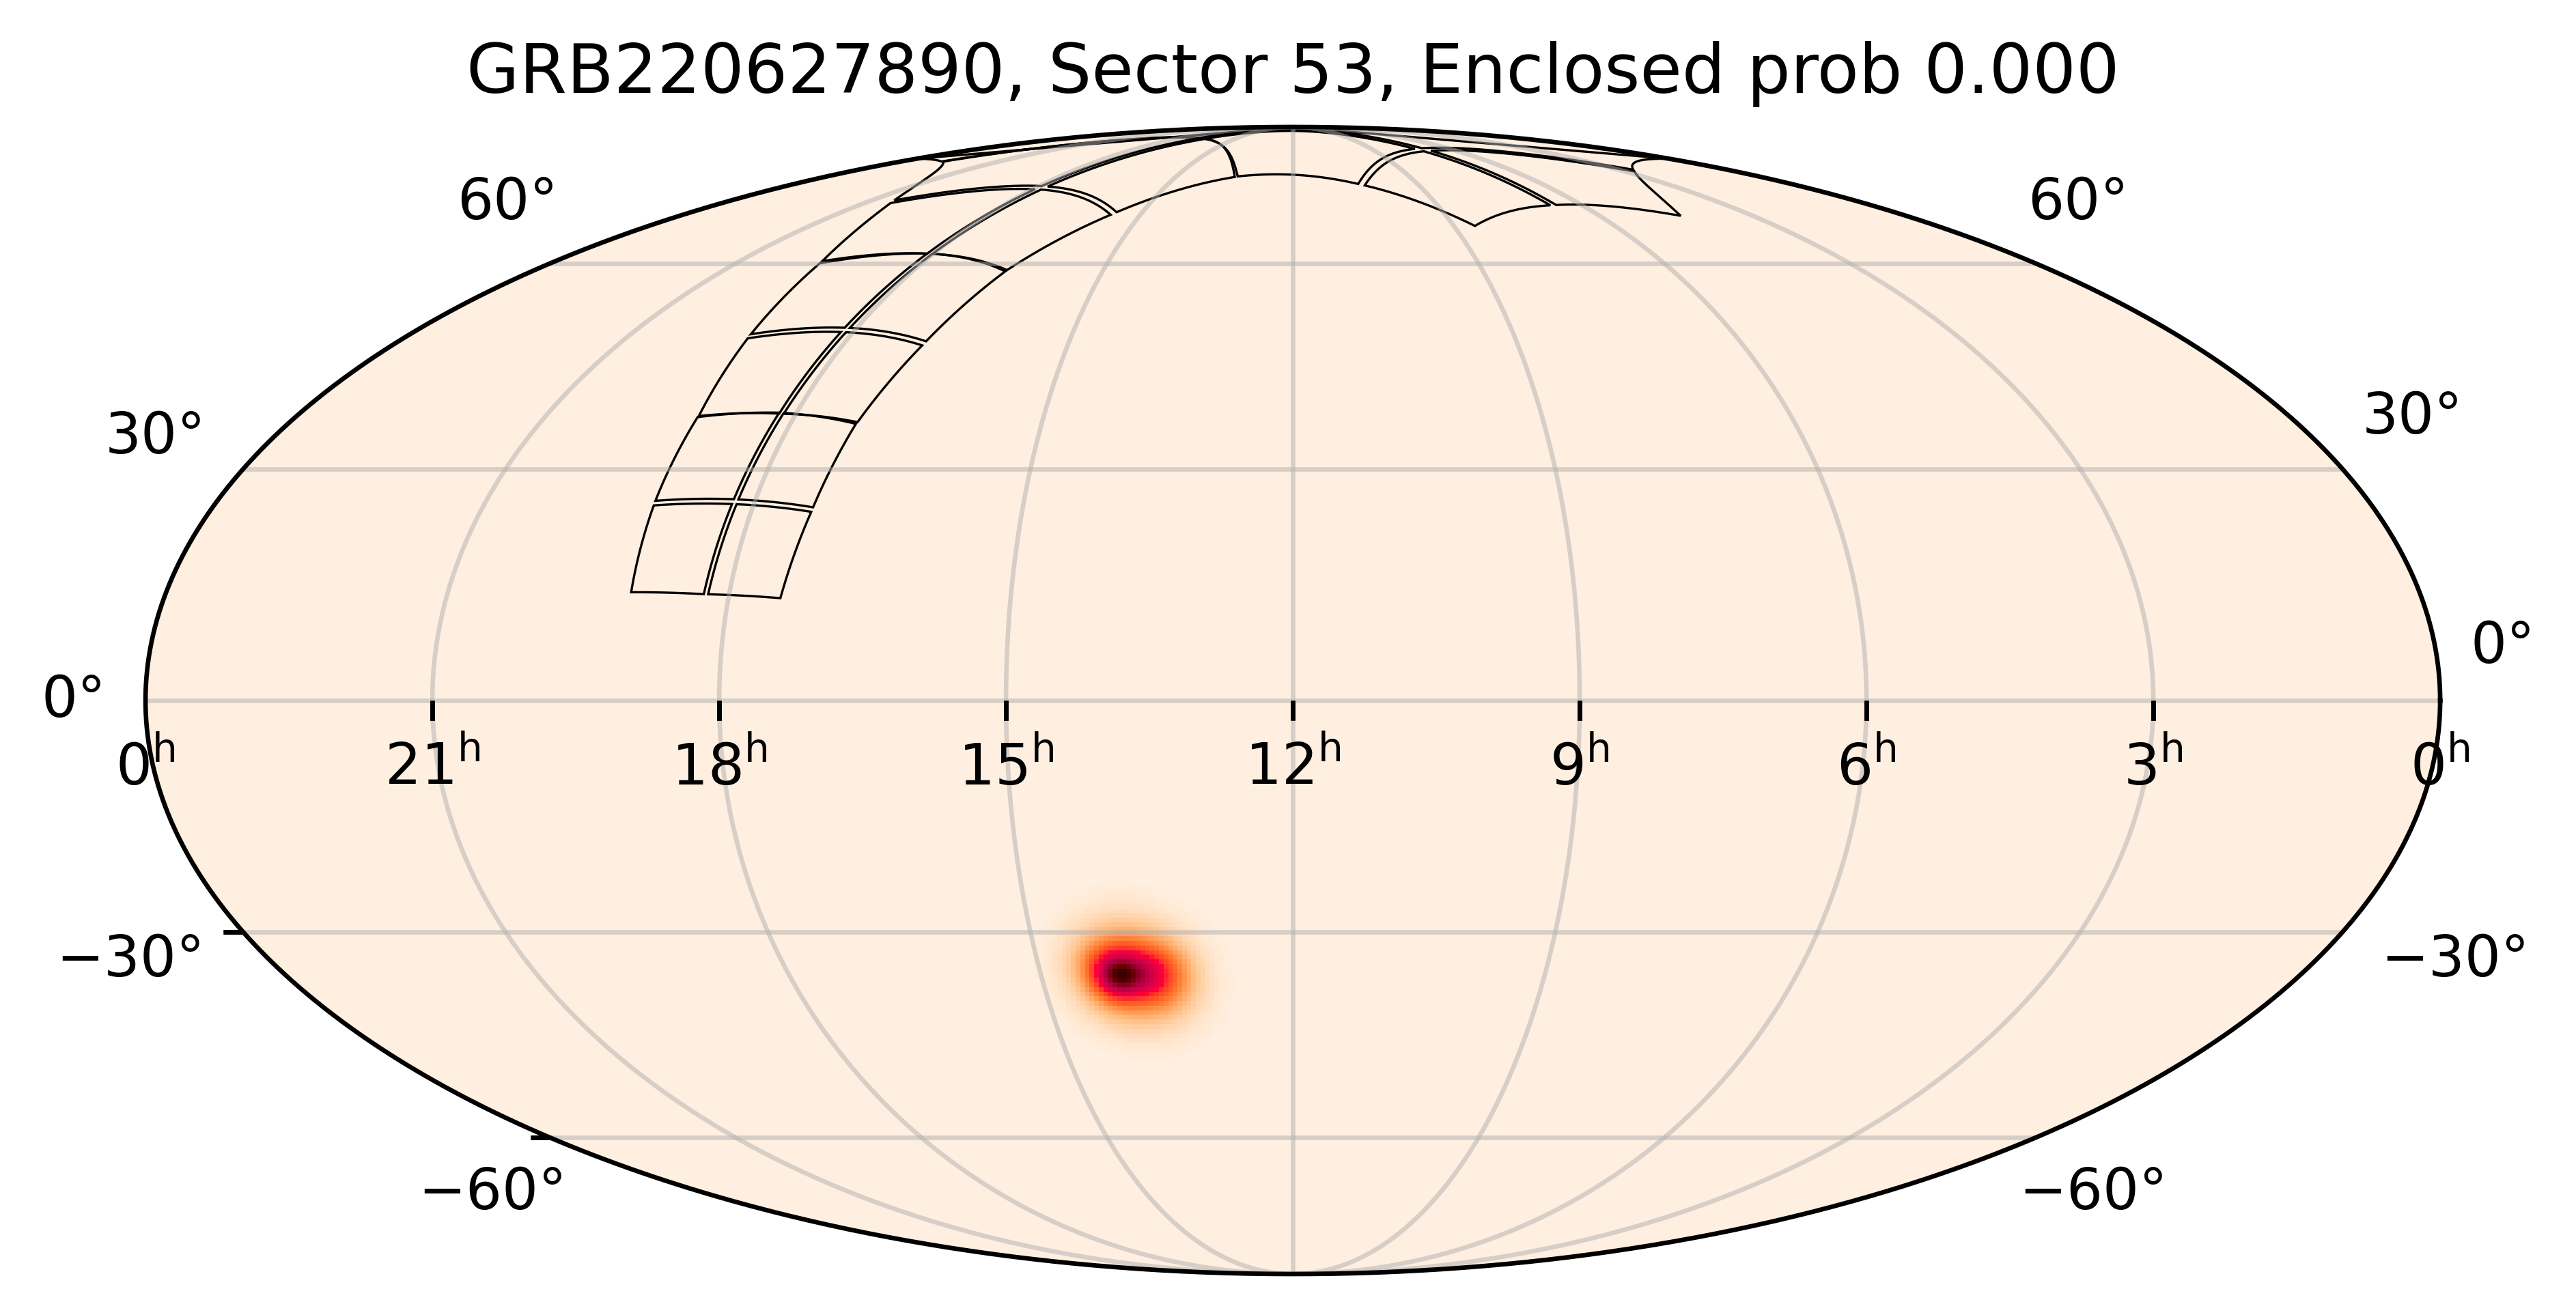 GRB220627890, Sector 53, Enclosed prob 0.000
60° 60°
30° 30°
0° 0°
0ʰ 21ʰ 18ʰ 15ʰ 12ʰ 9ʰ 6ʰ 3ʰ 0ʰ
−30° −30°
−60° −60°